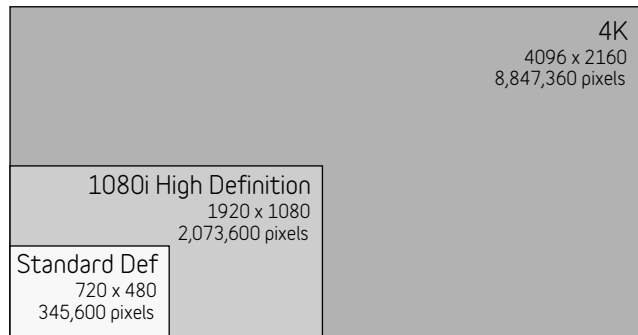 4K
4096 x 2160
8,847,360 pixels
1080i High Definition
1920 x 1080
2,073,600 pixels
Standard Def
720 x 480
345,600 pixels